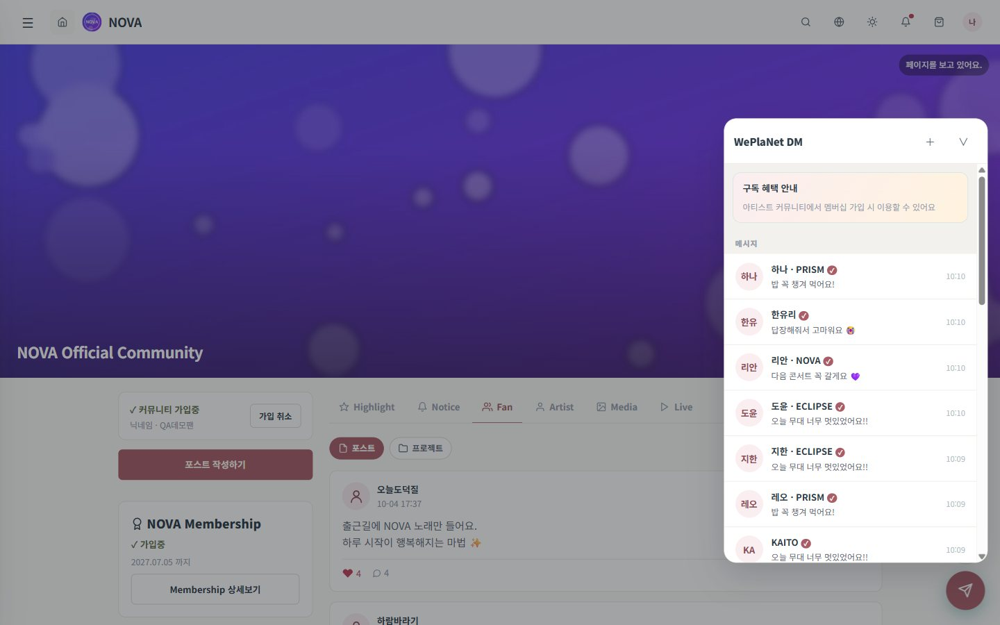 NOVA
NOVA
나
페이지를 보고 있어요.
NOVA Official Community
WePlaNet DM
구독 혜택 안내
아티스트 커뮤니티에서 멤버십 가입 시 이용할 수 있어요
메시지
하나 하나 · PRISM
밥 꼭 챙겨 먹어요! 10:10
한유 한유리
답장해줘서 고마워요 10:10
리안 리안 · NOVA
다음 콘서트 꼭 갈게요 💜 10:10
도윤 도윤 · ECLIPSE
오늘 무대 너무 멋있었어요!! 10:10
지한 지한 · ECLIPSE
오늘 무대 너무 멋있었어요!! 10:09
레오 레오 · PRISM
밥 꼭 챙겨 먹어요! 10:09
KA KAITO
오늘 무대 너무 멋있었어요!! 10:09
✓ 커뮤니티 가입중
닉네임 · QA데모팬
가입 취소
포스트 작성하기
NOVA Membership
✓ 가입중
2027.07.05 까지
Membership 상세보기
Highlight Notice Fan Artist Media Live
포스트 프로젝트
오늘도덕질
10-04 17:37
출근길에 NOVA 노래만 들어요.
하루 시작이 행복해지는 마법 ✨
4 4
하람바라기